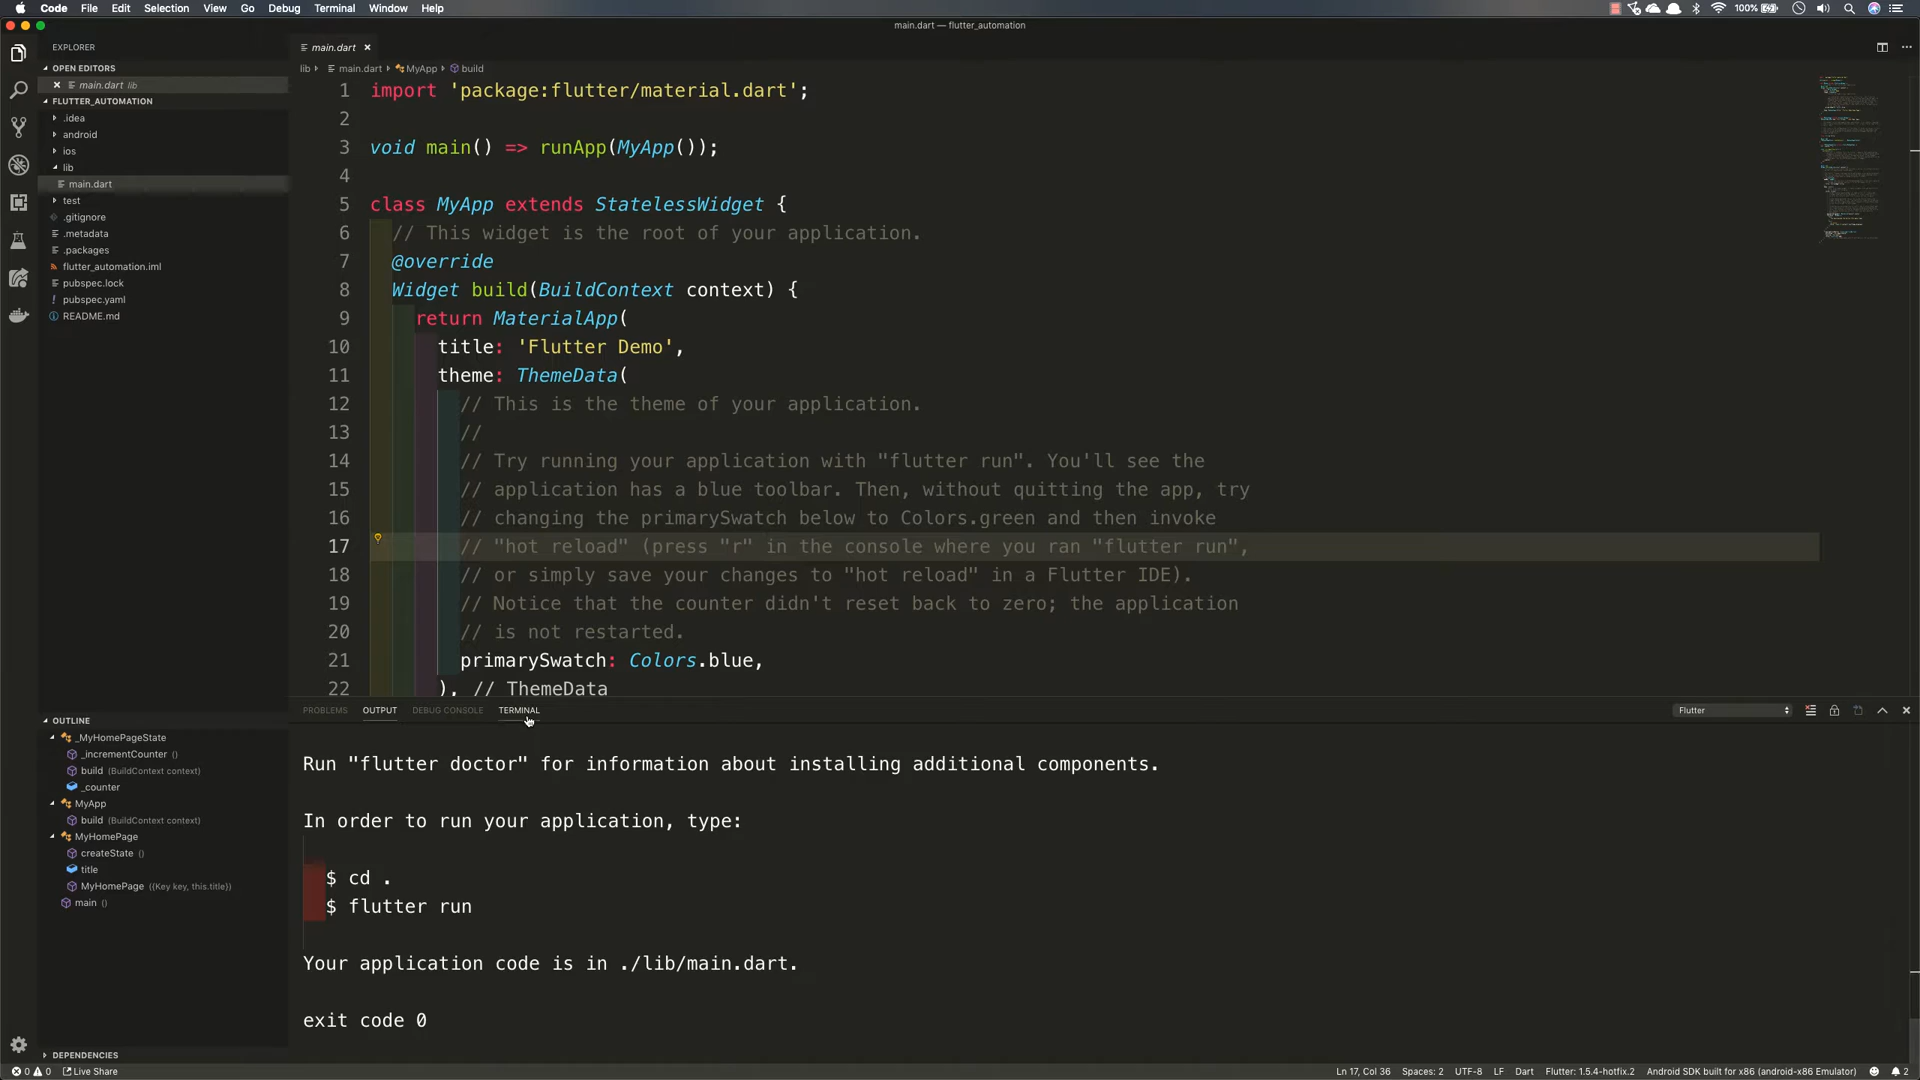 Code File Edit Selection View Go Debug Terminal Window Help
100%
main.dart — flutter_automation
EXPLORER
OPEN EDITORS
main.dart lib
FLUTTER_AUTOMATION
.idea
android
ios
lib
main.dart
test
.gitignore
.metadata
.packages
flutter_automation.iml
pubspec.lock
pubspec.yaml
README.md
OUTLINE
_MyHomePageState
_incrementCounter ()
build (BuildContext context)
_counter
MyApp
build (BuildContext context)
MyHomePage
createState ()
title
MyHomePage ({Key key, this.title})
main ()
DEPENDENCIES
main.dart
lib main.dart MyApp build
1 import 'package:flutter/material.dart';
2
3 void main() => runApp(MyApp());
4
5 class MyApp extends StatelessWidget {
6 // This widget is the root of your application.
7 @override
8 Widget build(BuildContext context) {
9 return MaterialApp(
10 title: 'Flutter Demo',
11 theme: ThemeData(
12 // This is the theme of your application.
13 //
14 // Try running your application with "flutter run". You'll see the
15 // application has a blue toolbar. Then, without quitting the app, try
16 // changing the primarySwatch below to Colors.green and then invoke
17 // "hot reload" (press "r" in the console where you ran "flutter run",
18 // or simply save your changes to "hot reload" in a Flutter IDE).
19 // Notice that the counter didn't reset back to zero; the application
20 // is not restarted.
21 primarySwatch: Colors.blue,
22 ), // ThemeData
PROBLEMS OUTPUT DEBUG CONSOLE TERMINAL
Flutter
Run "flutter doctor" for information about installing additional components.
In order to run your application, type:
$ cd .
$ flutter run
Your application code is in ./lib/main.dart.
exit code 0
0 0 Live Share
Ln 17, Col 36 Spaces: 2 UTF-8 LF Dart Flutter: 1.5.4-hotfix.2 Android SDK built for x86 (android-x86 Emulator) 2